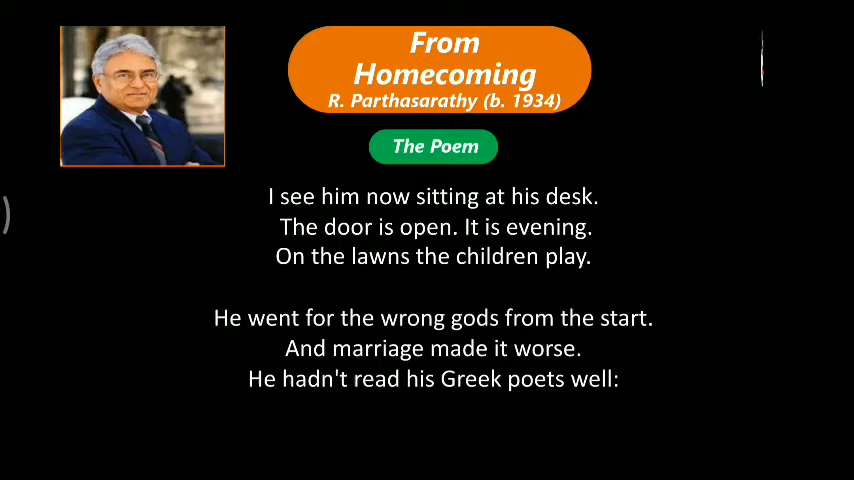 From
Homecoming
R. Parthasarathy (b. 1934)
The Poem
I see him now sitting at his desk.
The door is open. It is evening.
On the lawns the children play.
He went for the wrong gods from the start.
And marriage made it worse.
He hadn't read his Greek poets well: